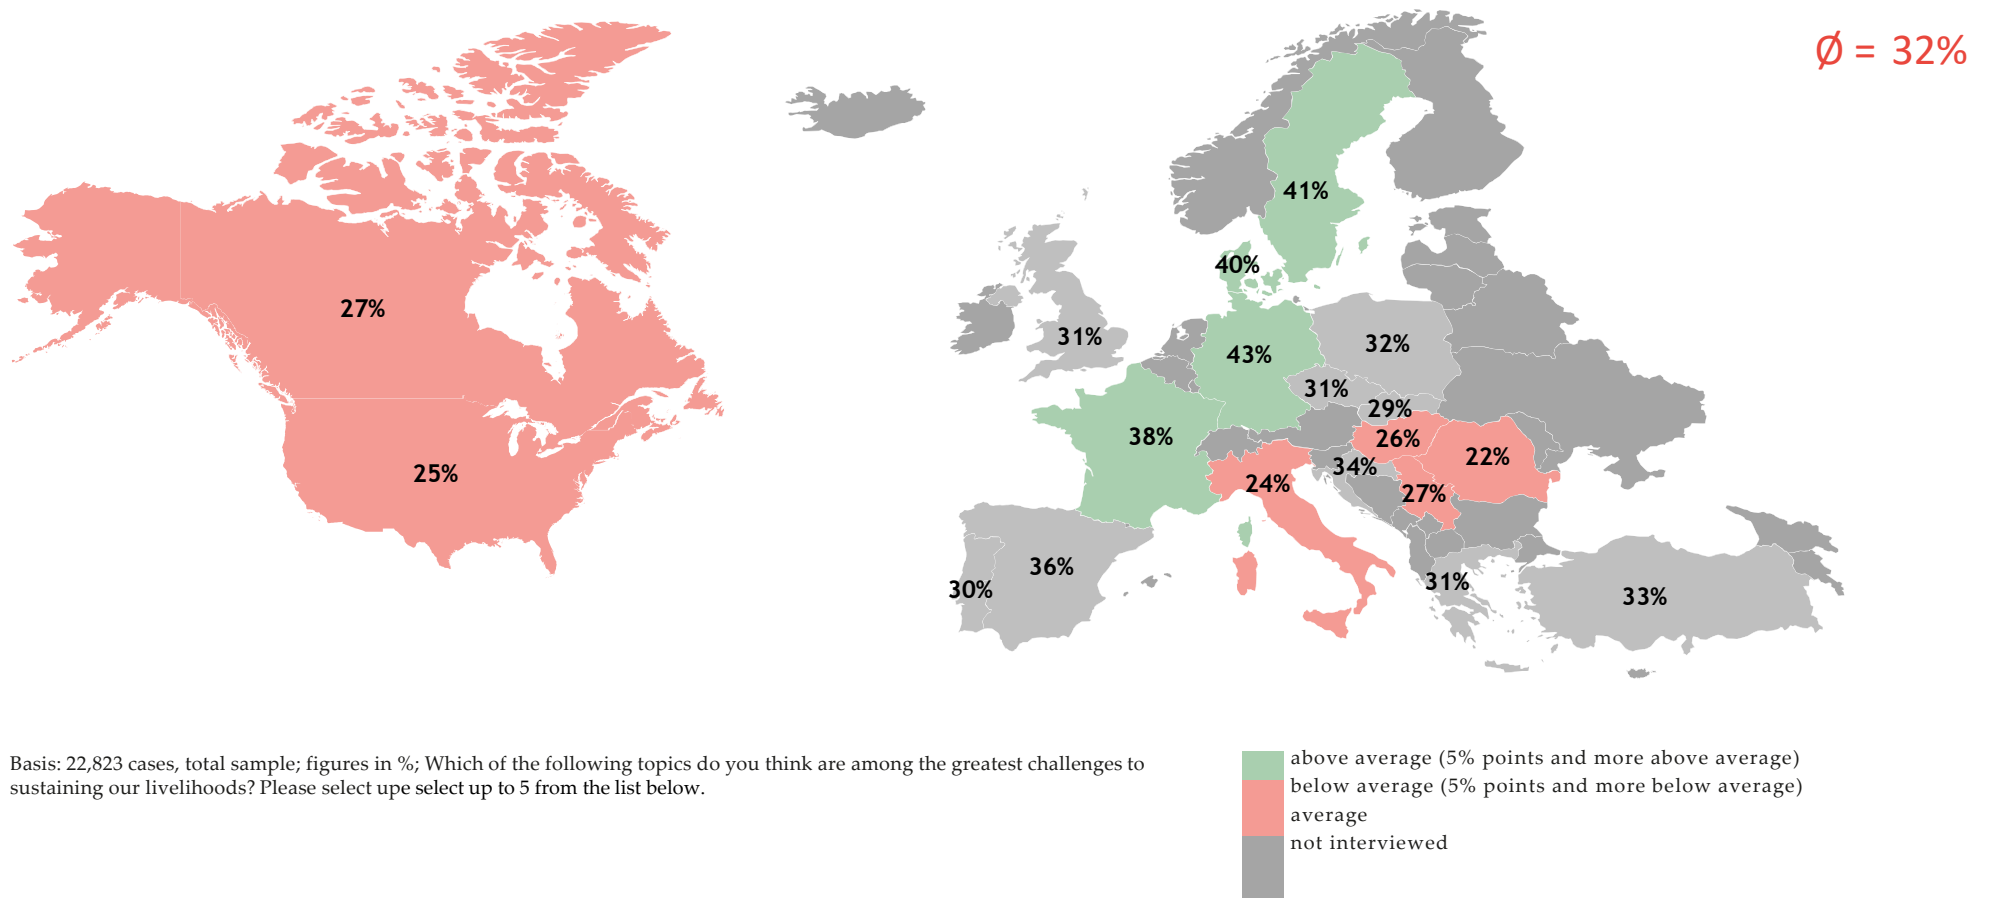 Ø = 32%
41%
40%
27%
31%
32%
43%
31%
29%
38%
26%
22%
34%
25%
24%
27%
36%
31%
30%
33%
Basis: 22,823 cases, total sample; figures in %; Which of the following topics do you think are among the greatest challenges to
sustaining our livelihoods? Please select upe select up to 5 from the list below.
above average (5% points and more above average)
below average (5% points and more below average)
average
not interviewed